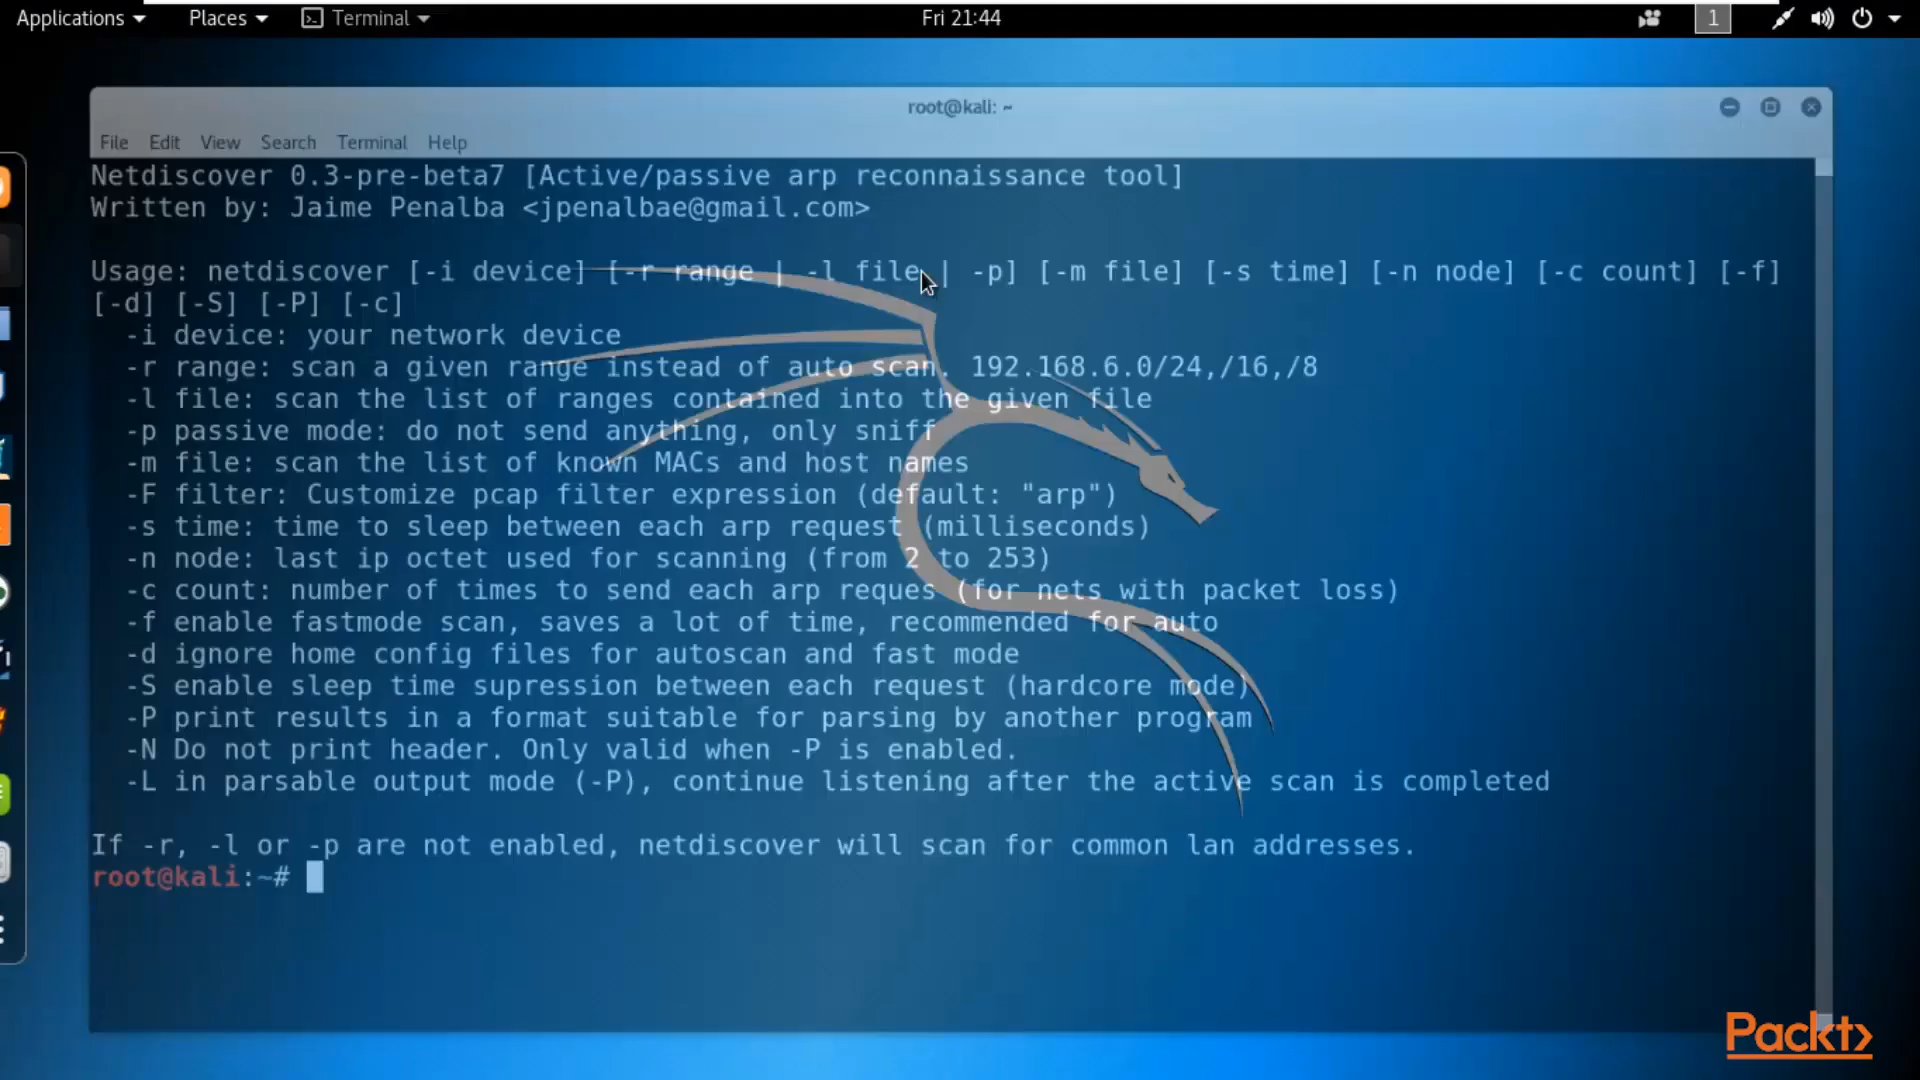 Applications Places Terminal Fri 21:44 1
root@kali: ~
File Edit View Search Terminal Help
Netdiscover 0.3-pre-beta7 [Active/passive arp reconnaissance tool]
Written by: Jaime Penalba <jpenalbae@gmail.com>
Usage: netdiscover [-i device] [-r range | -l file | -p] [-m file] [-s time] [-n node] [-c count] [-f]
[-d] [-S] [-P] [-c]
-i device: your network device
-r range: scan a given range instead of auto scan. 192.168.6.0/24,/16,/8
-l file: scan the list of ranges contained into the given file
-p passive mode: do not send anything, only sniff
-m file: scan the list of known MACs and host names
-F filter: Customize pcap filter expression (default: "arp")
-s time: time to sleep between each arp request (milliseconds)
-n node: last ip octet used for scanning (from 2 to 253)
-c count: number of times to send each arp reques (for nets with packet loss)
-f enable fastmode scan, saves a lot of time, recommended for auto
-d ignore home config files for autoscan and fast mode
-S enable sleep time supression between each request (hardcore mode)
-P print results in a format suitable for parsing by another program
-N Do not print header. Only valid when -P is enabled.
-L in parsable output mode (-P), continue listening after the active scan is completed
If -r, -l or -p are not enabled, netdiscover will scan for common lan addresses.
root@kali:~#
Packt>